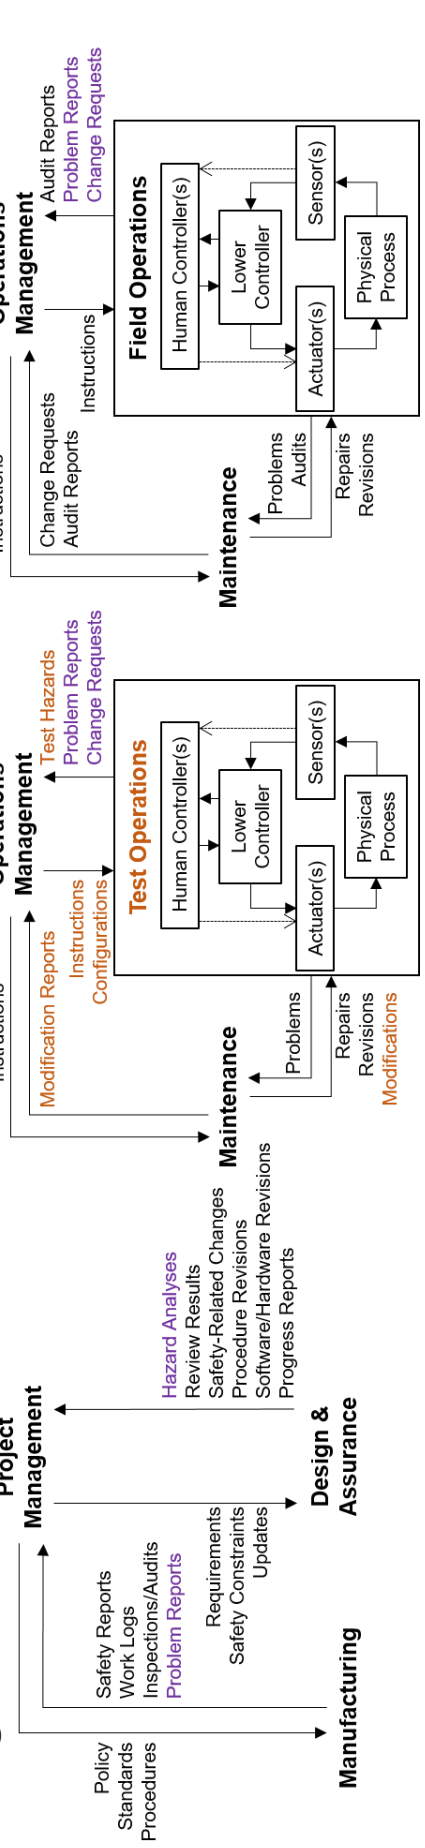 Project
Management
Policy
Standards
Procedures
Safety Reports
Work Logs
Inspections/Audits
Problem Reports
Requirements
Safety Constraints
Updates
Hazard Analyses
Review Results
Safety-Related Changes
Procedure Revisions
Software/Hardware Revisions
Progress Reports
Manufacturing
Design &
Assurance
Operations
Management
Modification Reports
Instructions
Configurations
Test Hazards
Problem Reports
Change Requests
Maintenance
Problems
Repairs
Revisions
Modifications
Test Operations
Human Controller(s)
Lower
Controller
Actuator(s)
Sensor(s)
Physical
Process
Operations
Management
Change Requests
Audit Reports
Instructions
Audit Reports
Problem Reports
Change Requests
Maintenance
Problems
Audits
Repairs
Revisions
Field Operations
Human Controller(s)
Lower
Controller
Actuator(s)
Sensor(s)
Physical
Process